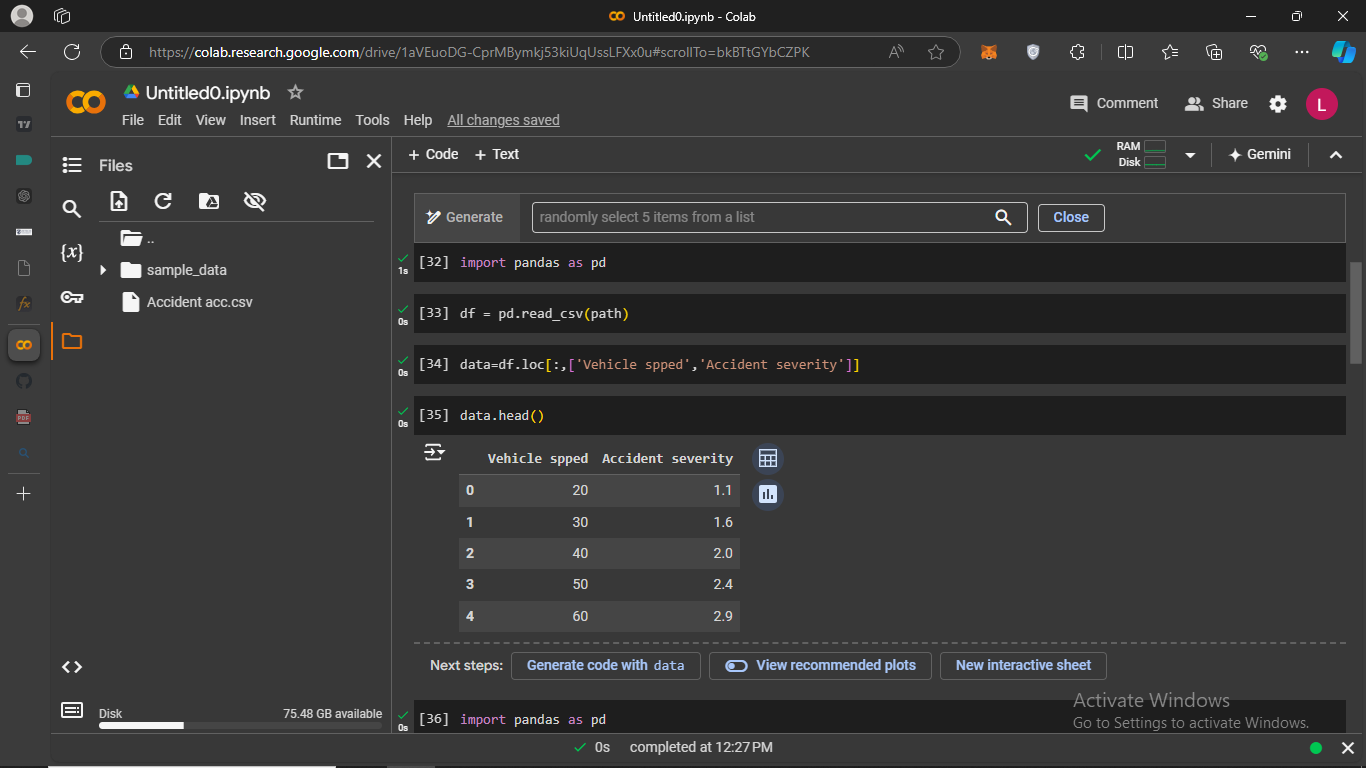 Untitled0.ipynb - Colab
https://colab.research.google.com/drive/1aVEuoDG-CprMBymkj53kiUqUssLFXx0u#scrollTo=bkBTtGYbCZPK
Untitled0.ipynb
Comment Share L
File Edit View Insert Runtime Tools Help All changes saved
Files
+ Code + Text
RAM
Disk
Gemini
Generate randomly select 5 items from a list Close
..
sample_data
Accident acc.csv
{x}
1s [32] import pandas as pd
0s [33] df = pd.read_csv(path)
0s [34] data=df.loc[:,['Vehicle spped','Accident severity']]
0s [35] data.head()
Vehicle spped Accident severity
0 20 1.1
1 30 1.6
2 40 2.0
3 50 2.4
4 60 2.9
Next steps: Generate code with data View recommended plots New interactive sheet
Activate Windows
Go to Settings to activate Windows.
0s [36] import pandas as pd
Disk 75.48 GB available
0s completed at 12:27 PM